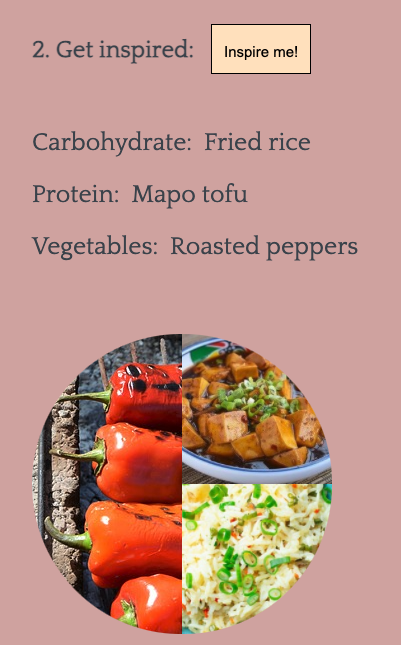 2. Get inspired: Inspire me!
Carbohydrate: Fried rice
Protein: Mapo tofu
Vegetables: Roasted peppers